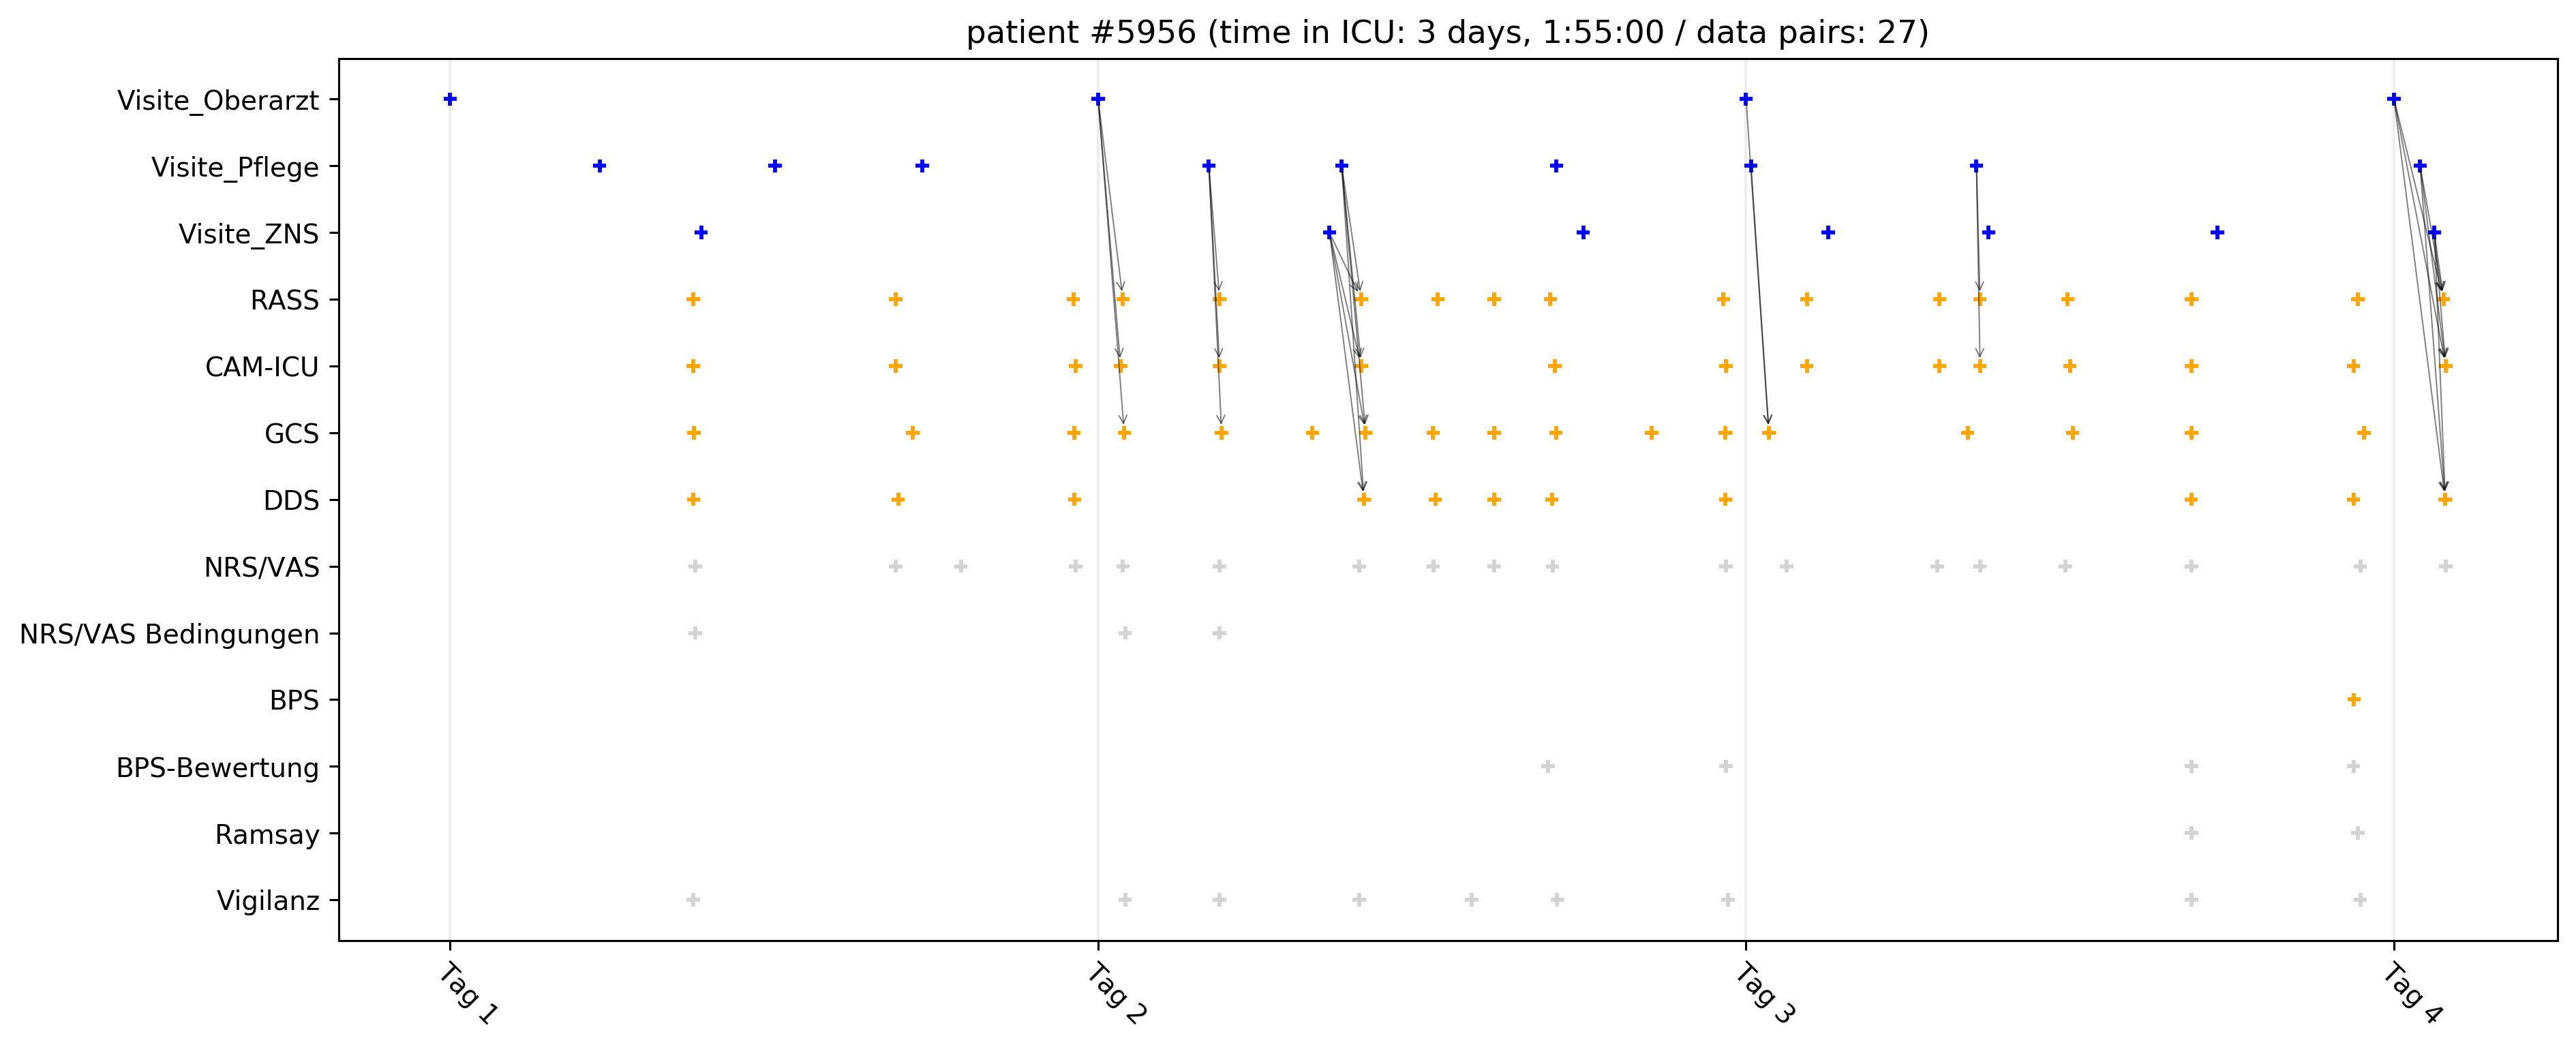 patient #5956 (time in ICU: 3 days, 1:55:00 / data pairs: 27)
Visite_Oberarzt
Visite_Pflege
Visite_ZNS
RASS
CAM-ICU
GCS
DDS
NRS/VAS
NRS/VAS Bedingungen
BPS
BPS-Bewertung
Ramsay
Vigilanz
Tag 1
Tag 2
Tag 3
Tag 4